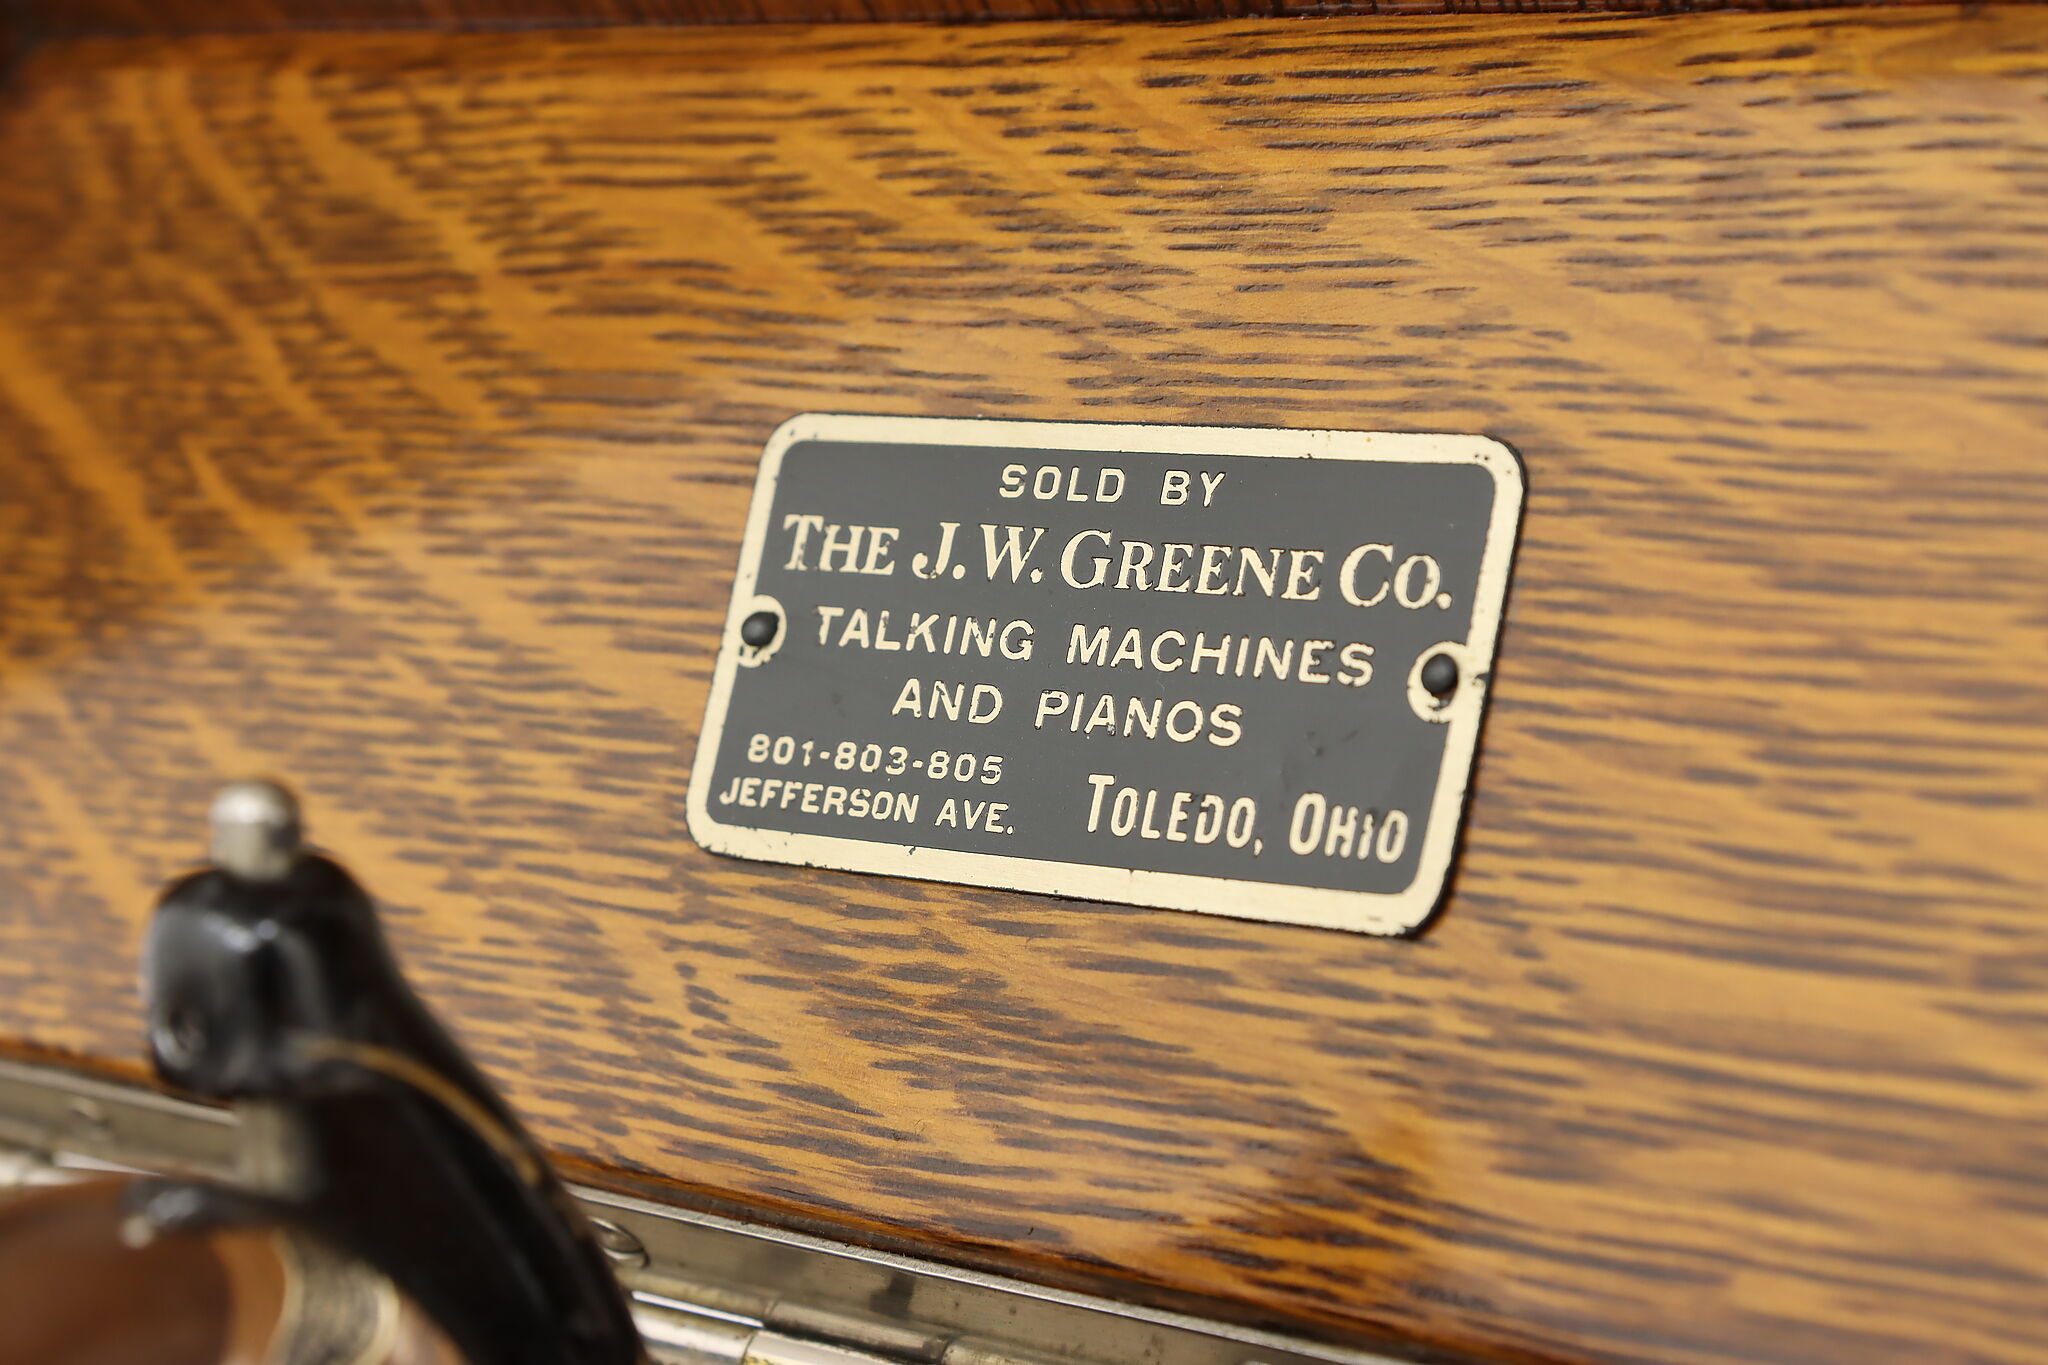 SOLD BY
THE J. W. GREENE CO.
TALKING MACHINES
AND PIANOS
801-803-805
JEFFERSON AVE.
TOLEDO, OHIO